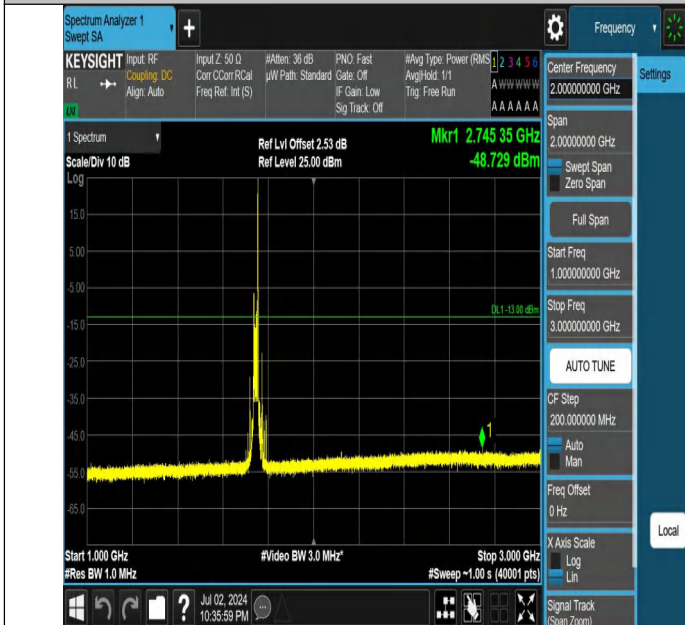 Spectrum Analyzer 1
Swept SA
Frequency
KEYSIGHT
RL
LXI
Input: RF
Coupling: DC
Align: Auto
Input Z: 50 Ω
Corr CCorr RCal
Freq Ref: Int (S)
#Atten: 36 dB
µW Path: Standard
PNO: Fast
Gate: Off
IF Gain: Low
Sig Track: Off
#Avg Type: Power (RMS
Avg|Hold: 1/1
Trig: Free Run
1 2 3 4 5 6
A W W W W W
A A A A A A
1 Spectrum
Scale/Div 10 dB
Log
Ref Lvl Offset 2.53 dB
Ref Level 25.00 dBm
Mkr1 2.745 35 GHz
-48.729 dBm
15.0
5.00
-5.00
-15.0
-25.0
-35.0
-45.0
-55.0
-65.0
DL1 -13.00 dBm
1
Start 1.000 GHz
#Res BW 1.0 MHz
#Video BW 3.0 MHz*
Stop 3.000 GHz
#Sweep ~1.00 s (40001 pts)
Center Frequency
2.000000000 GHz
Span
2.00000000 GHz
Swept Span
Zero Span
Full Span
Start Freq
1.000000000 GHz
Stop Freq
3.000000000 GHz
AUTO TUNE
CF Step
200.000000 MHz
Auto
Man
Freq Offset
0 Hz
X Axis Scale
Log
Lin
Signal Track
(Span Zoom)
Settings
Local
?
Jul 02, 2024
10:35:59 PM